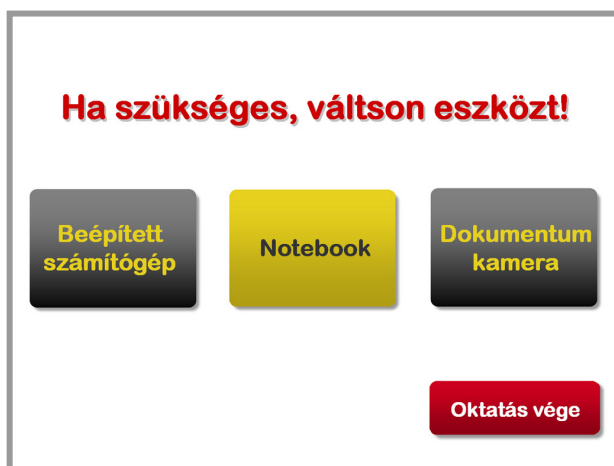 Ha szükséges, váltson eszközt!
Beépített
számítógép
Notebook
Dokumentum
kamera
Oktatás vége